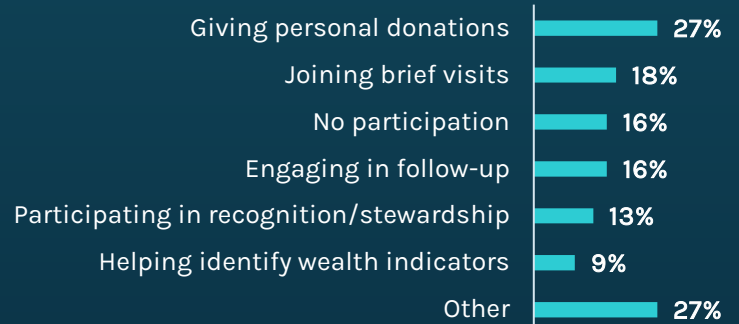 Giving personal donations 27%
Joining brief visits 18%
No participation 16%
Engaging in follow-up 16%
Participating in recognition/stewardship 13%
Helping identify wealth indicators 9%
Other 27%